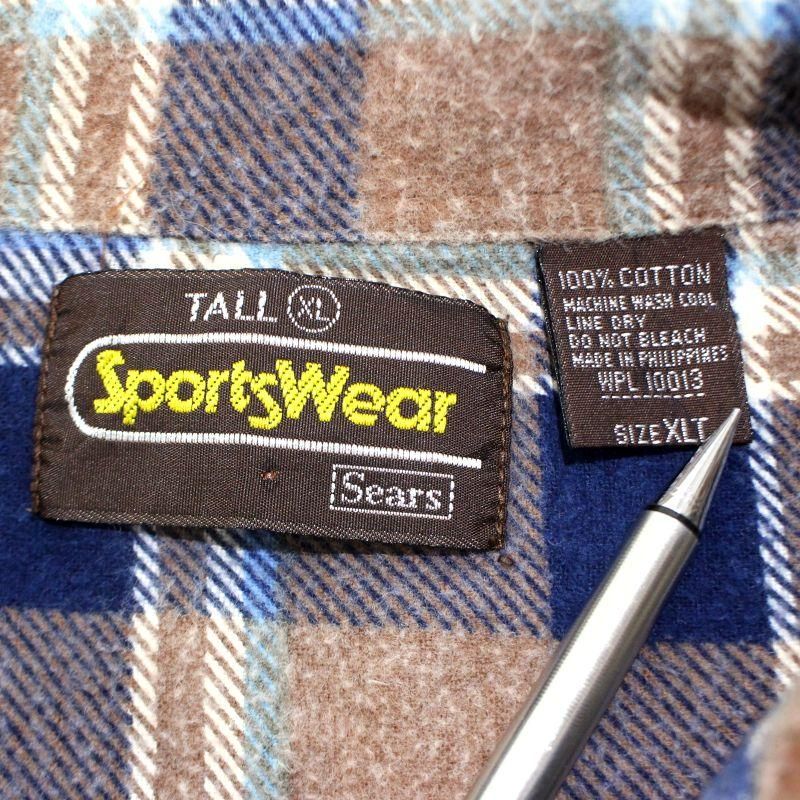 TALL XL
SportsWear
Sears
100% COTTON
MACHINE WASH COOL
LINE DRY
DO NOT BLEACH
MADE IN PHILIPPINES
WPL 10013
SIZE XLT